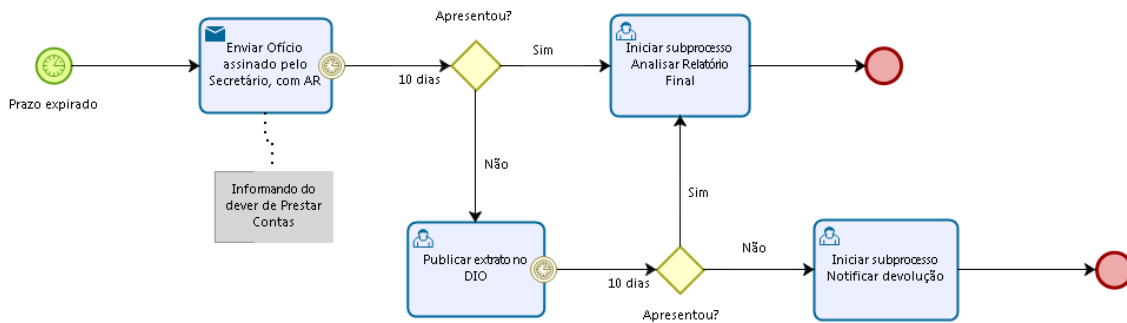 Apresentou?
Enviar Ofício
assinado pelo
Secretário, com AR
Sim
Iniciar subprocesso
Analisar Relatório
Final
10 dias
Prazo expirado
Não
Informando do
dever de Prestar
Contas
Sim
Publicar extrato no
DIO
Não
Iniciar subprocesso
Notificar devolução
10 dias
Apresentou?